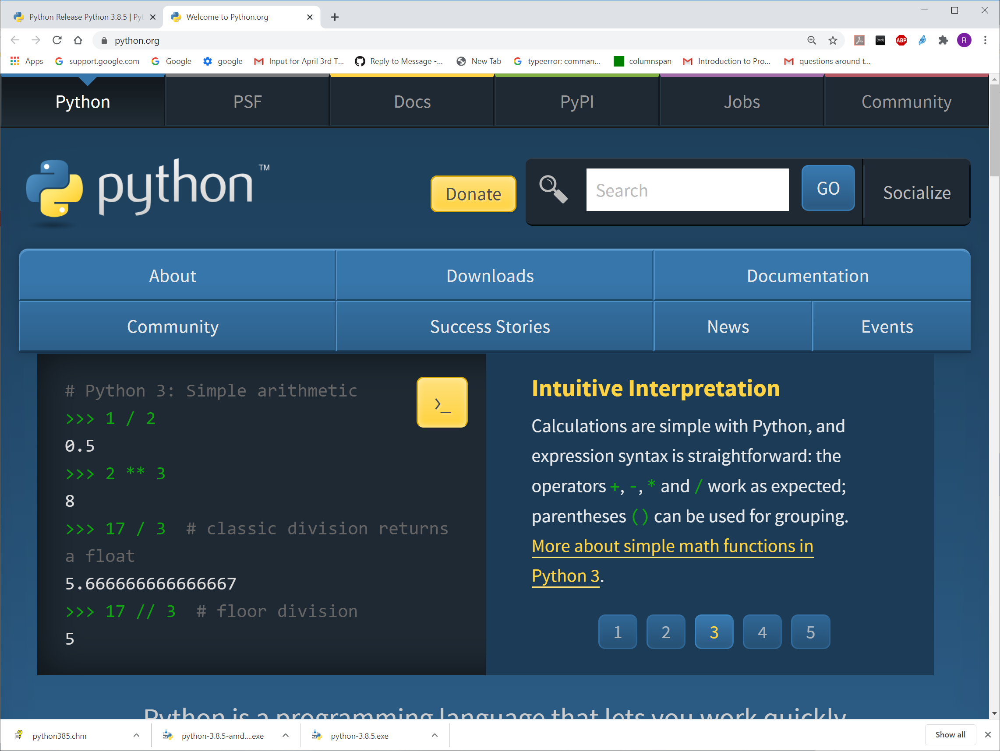 Python Release Python 3.8.5 | Pyt
Welcome to Python.org
python.org
ABP
R
Apps
support.google.com
Google
google
Input for April 3rd T...
Reply to Message -...
New Tab
typeerror: comman...
columnspan
Introduction to Pro...
questions around t...
Python
PSF
Docs
PyPI
Jobs
Community
python™
Donate
Search
GO
Socialize
About
Downloads
Documentation
Community
Success Stories
News
Events
# Python 3: Simple arithmetic
>>> 1 / 2
0.5
>>> 2 ** 3
8
>>> 17 / 3  # classic division returns
a float
5.666666666666667
>>> 17 // 3  # floor division
5
>_
Intuitive Interpretation
Calculations are simple with Python, and
expression syntax is straightforward: the
operators +, -, * and / work as expected;
parentheses () can be used for grouping.
More about simple math functions in
Python 3.
1 2 3 4 5
Python is a programming language that lets you work quickly
python385.chm
python-3.8.5-amd....exe
python-3.8.5.exe
Show all